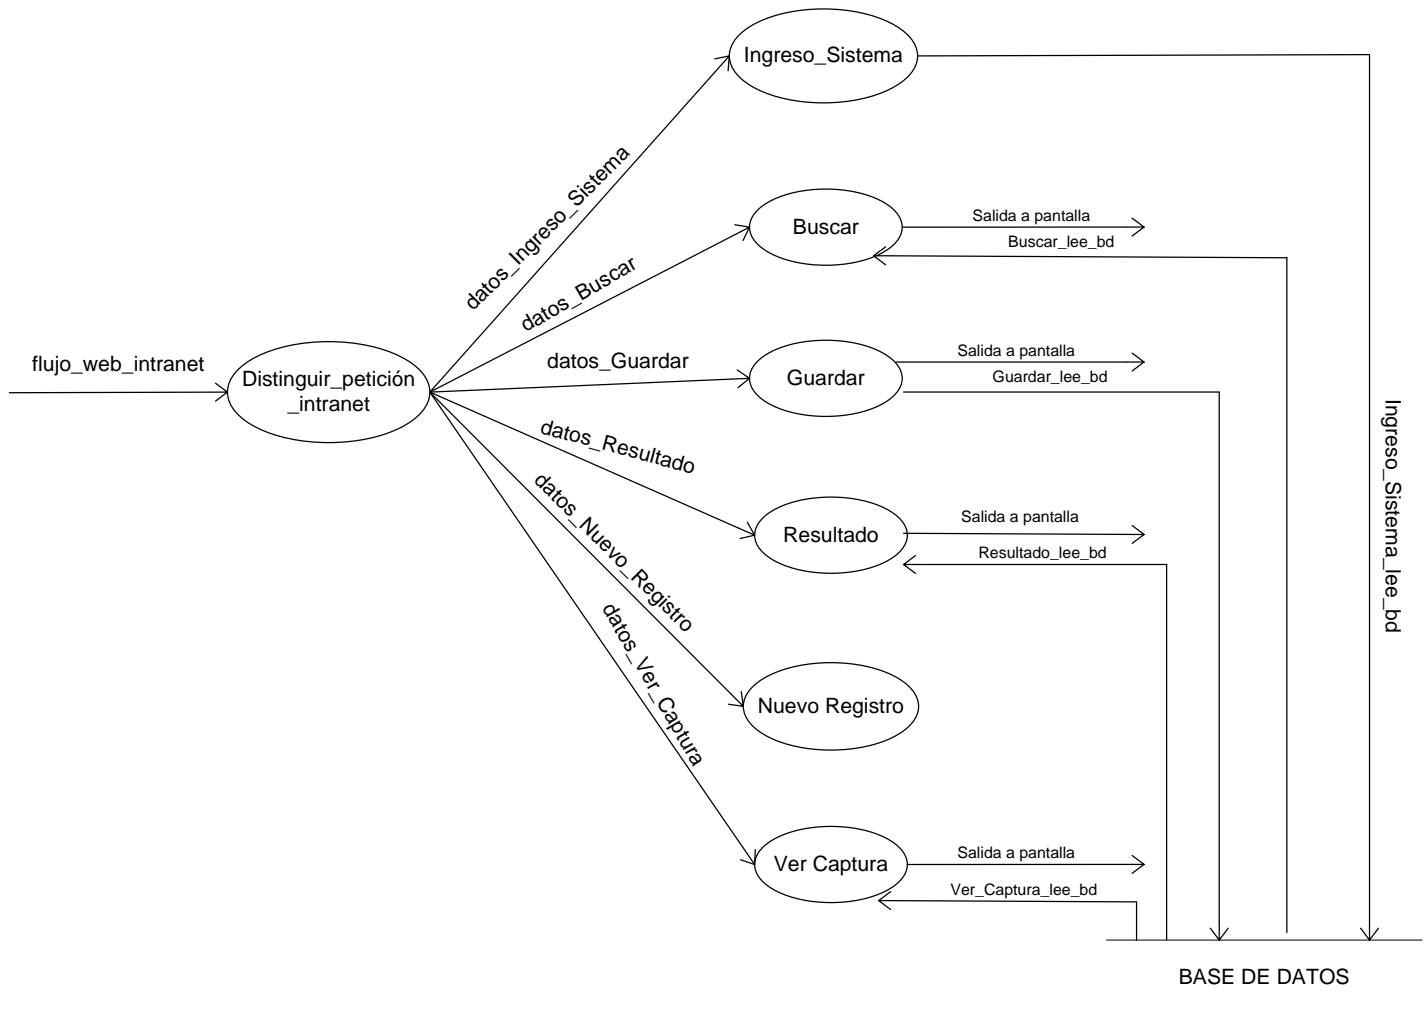 Ingreso_Sistema
datos_Ingreso_Sistema
Buscar
Salida a pantalla
Buscar_lee_bd
datos_Buscar
flujo_web_intranet
Distinguir_petición
_intranet
datos_Guardar
Guardar
Salida a pantalla
Guardar_lee_bd
Ingreso_Sistema_lee_bd
datos_Resultado
Resultado
Salida a pantalla
Resultado_lee_bd
datos_Nuevo_Registro
Nuevo Registro
datos_Ver_Captura
Ver Captura
Salida a pantalla
Ver_Captura_lee_bd
BASE DE DATOS